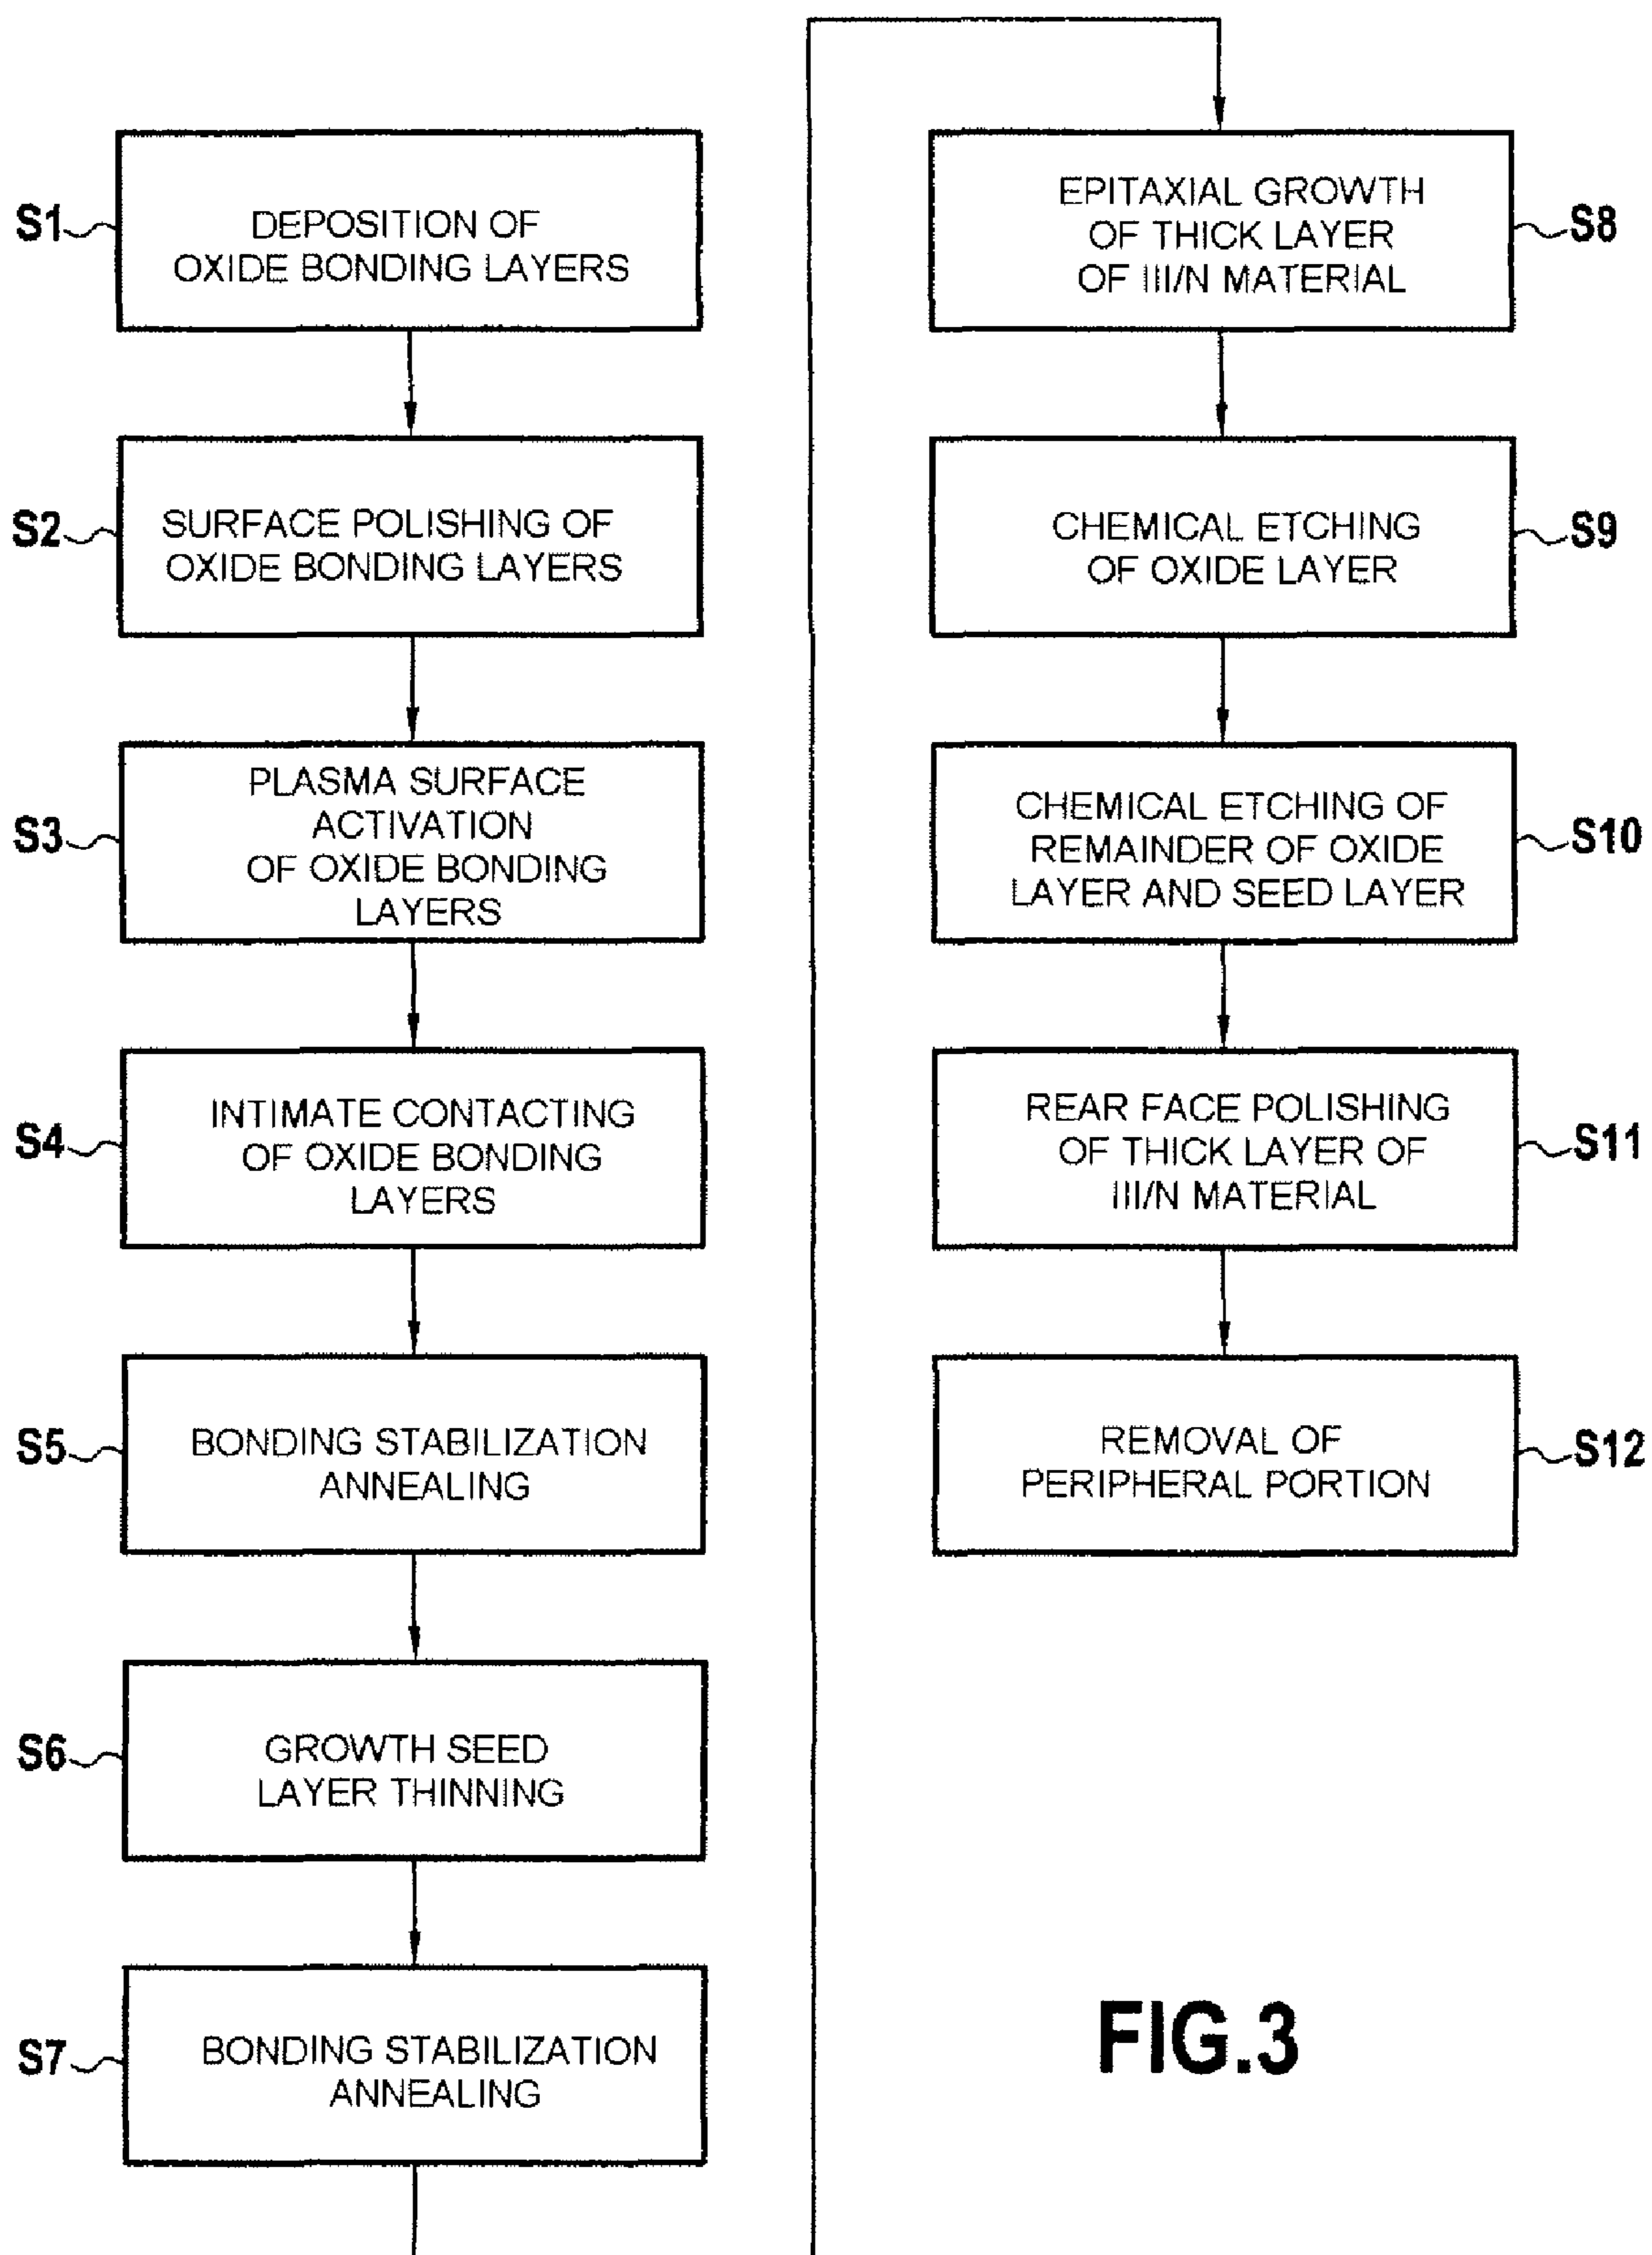 S1
DEPOSITION OF
OXIDE BONDING LAYERS
S2
SURFACE POLISHING OF
OXIDE BONDING LAYERS
S3
PLASMA SURFACE
ACTIVATION
OF OXIDE BONDING
LAYERS
S4
INTIMATE CONTACTING
OF OXIDE BONDING
LAYERS
S5
BONDING STABILIZATION
ANNEALING
S6
GROWTH SEED
LAYER THINNING
S7
BONDING STABILIZATION
ANNEALING
EPITAXIAL GROWTH
OF THICK LAYER
OF III/N MATERIAL
S8
CHEMICAL ETCHING
OF OXIDE LAYER
S9
CHEMICAL ETCHING OF
REMAINDER OF OXIDE
LAYER AND SEED LAYER
S10
REAR FACE POLISHING
OF THICK LAYER OF
III/N MATERIAL
S11
REMOVAL OF
PERIPHERAL PORTION
S12
FIG.3